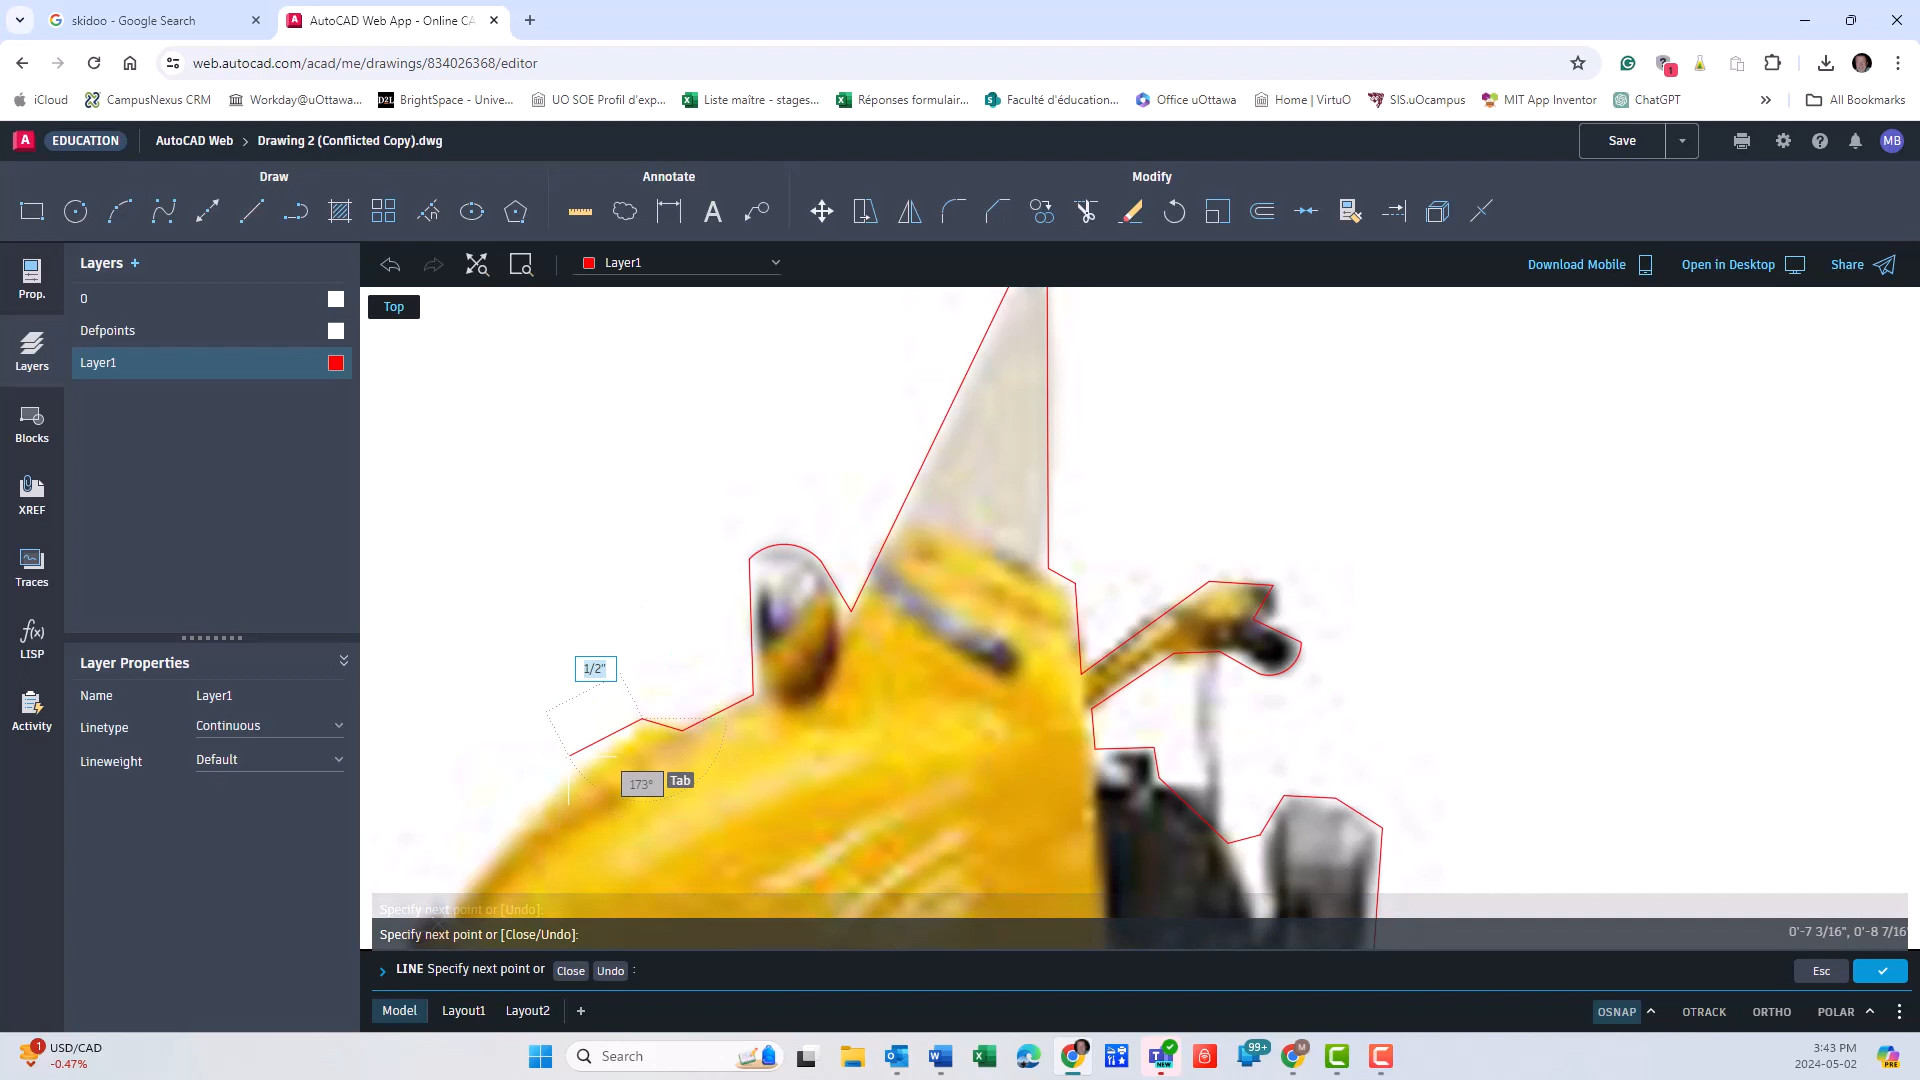 skidoo - Google Search
AutoCAD Web App - Online CA
web.autocad.com/acad/me/drawings/834026368/editor
1
iCloud
CampusNexus CRM
Workday@uOttawa...
D2L
BrightSpace - Unive...
UO SOE Profil d'exp...
Liste maître - stages...
Réponses formulair...
Faculté d'éducation...
Office uOttawa
Home | VirtuO
SIS.uOcampus
MIT App Inventor
ChatGPT
All Bookmarks
A EDUCATION
AutoCAD Web > Drawing 2 (Conflicted Copy).dwg
Save
MB
Draw
Annotate
Modify
A
Prop.
Layers
Blocks
XREF
Traces
LISP
Activity
Layers +
0
Defpoints
Layer1
Layer1
Download Mobile
Open in Desktop
Share
Top
1/2"
173°
Tab
Layer Properties
Name Layer1
Linetype Continuous
Lineweight Default
Specify next point or [Undo]:
Specify next point or [Close/Undo]:
0'-7 3/16", 0'-8 7/16"
LINE Specify next point or Close Undo :
Esc
Model
Layout1
Layout2
+
OSNAP
OTRACK
ORTHO
POLAR
1
USD/CAD
-0.47%
Search
NEW
99+
M
3:43 PM
2024-05-02
PRE